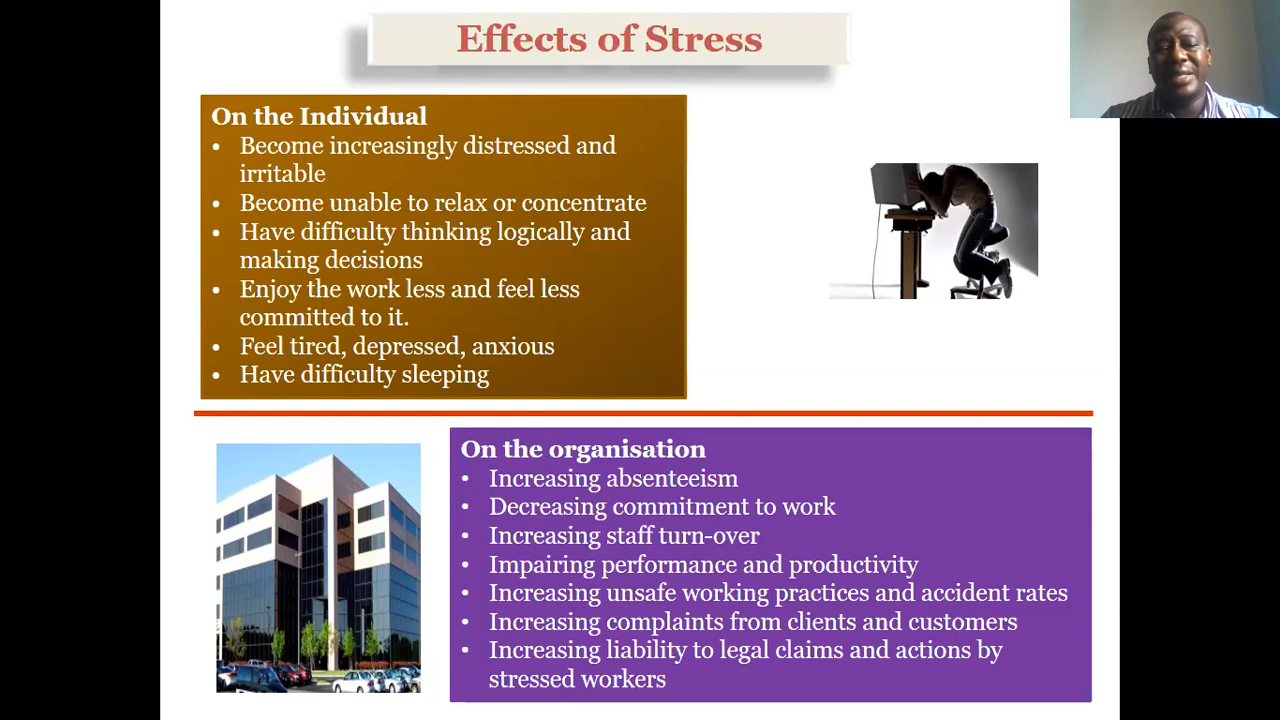 Effects of Stress
On the Individual
• Become increasingly distressed and
irritable
• Become unable to relax or concentrate
• Have difficulty thinking logically and
making decisions
• Enjoy the work less and feel less
committed to it.
• Feel tired, depressed, anxious
• Have difficulty sleeping
On the organisation
• Increasing absenteeism
• Decreasing commitment to work
• Increasing staff turn-over
• Impairing performance and productivity
• Increasing unsafe working practices and accident rates
• Increasing complaints from clients and customers
• Increasing liability to legal claims and actions by
stressed workers